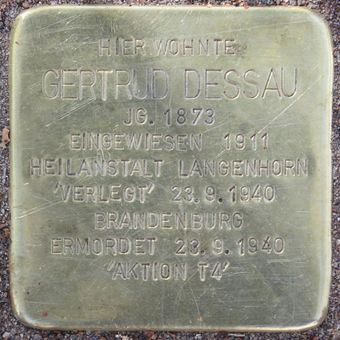 HIER WOHNTE
GERTRUD DESSAU
JG. 1873
EINGEWIESEN 1911
HEILANSTALT LANGENHORN
'VERLEGT' 23.9.1940
BRANDENBURG
ERMORDET 23.9.1940
'AKTION T4'